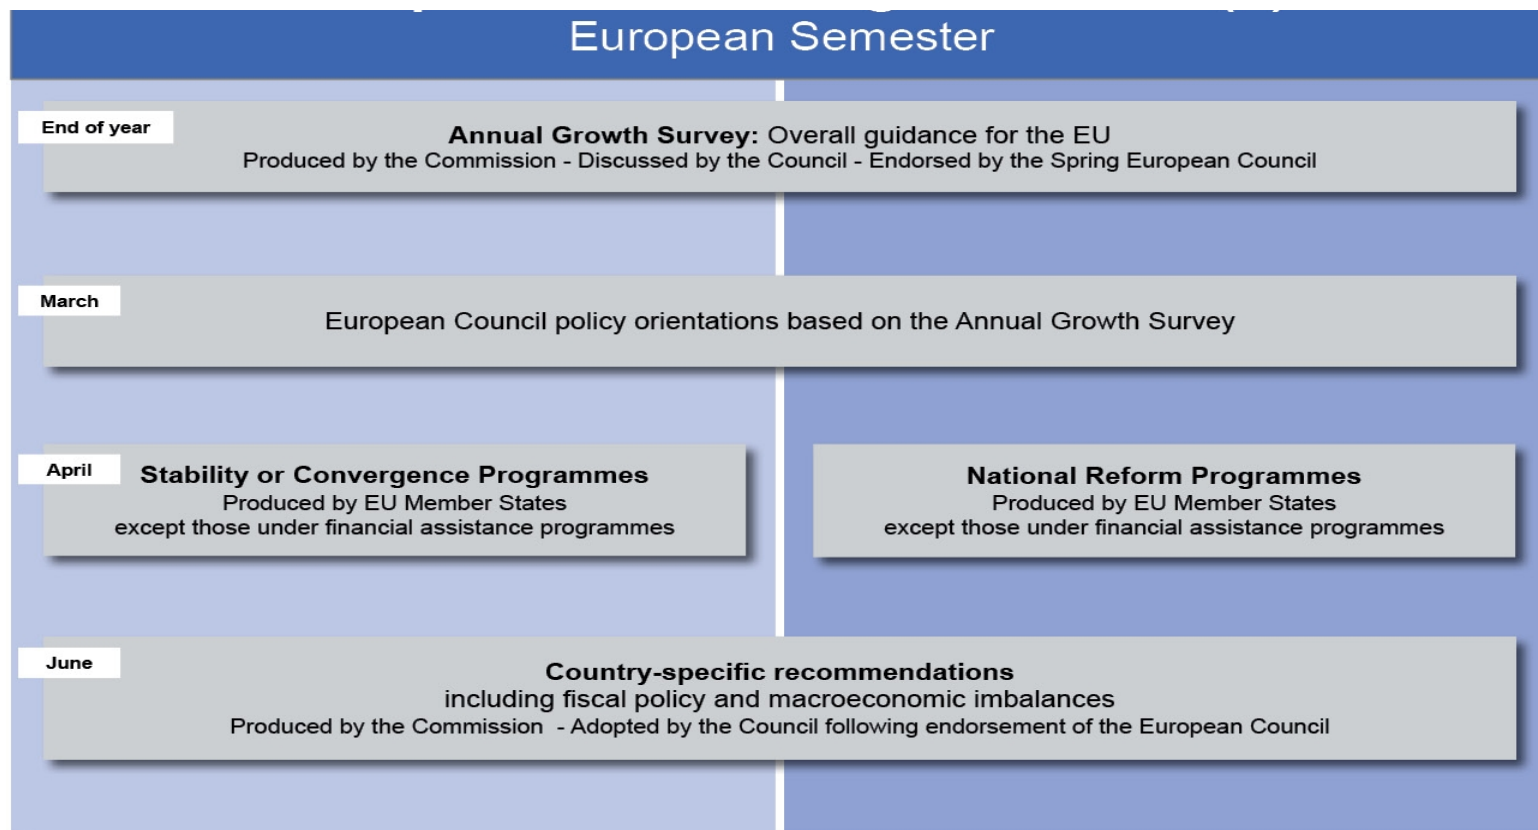 European Semester
End of year
Annual Growth Survey: Overall guidance for the EU
Produced by the Commission - Discussed by the Council - Endorsed by the Spring European Council
March
European Council policy orientations based on the Annual Growth Survey
April
Stability or Convergence Programmes
Produced by EU Member States
except those under financial assistance programmes
National Reform Programmes
Produced by EU Member States
except those under financial assistance programmes
June
Country-specific recommendations
including fiscal policy and macroeconomic imbalances
Produced by the Commission - Adopted by the Council following endorsement of the European Council